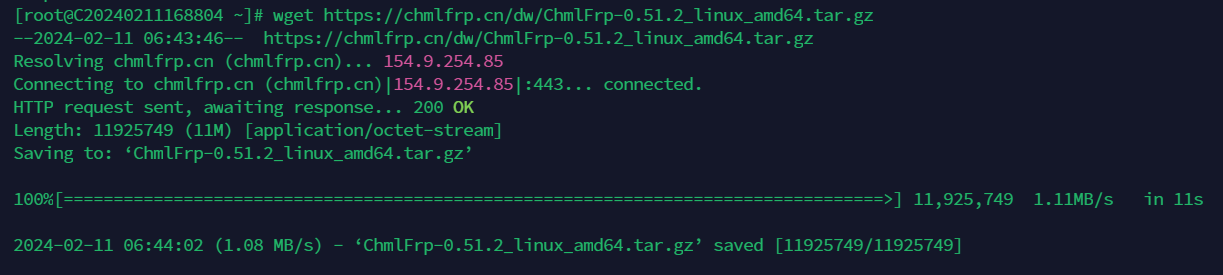 [root@C20240211168804 ~]# wget https://chmlfrp.cn/dw/ChmlFrp-0.51.2_linux_amd64.tar.gz
--2024-02-11 06:43:46--  https://chmlfrp.cn/dw/ChmlFrp-0.51.2_linux_amd64.tar.gz
Resolving chmlfrp.cn (chmlfrp.cn)... 154.9.254.85
Connecting to chmlfrp.cn (chmlfrp.cn)|154.9.254.85|:443... connected.
HTTP request sent, awaiting response... 200 OK
Length: 11925749 (11M) [application/octet-stream]
Saving to: ‘ChmlFrp-0.51.2_linux_amd64.tar.gz’
100%[==================================================================================>] 11,925,749  1.11MB/s   in 11s
2024-02-11 06:44:02 (1.08 MB/s) - ‘ChmlFrp-0.51.2_linux_amd64.tar.gz’ saved [11925749/11925749]